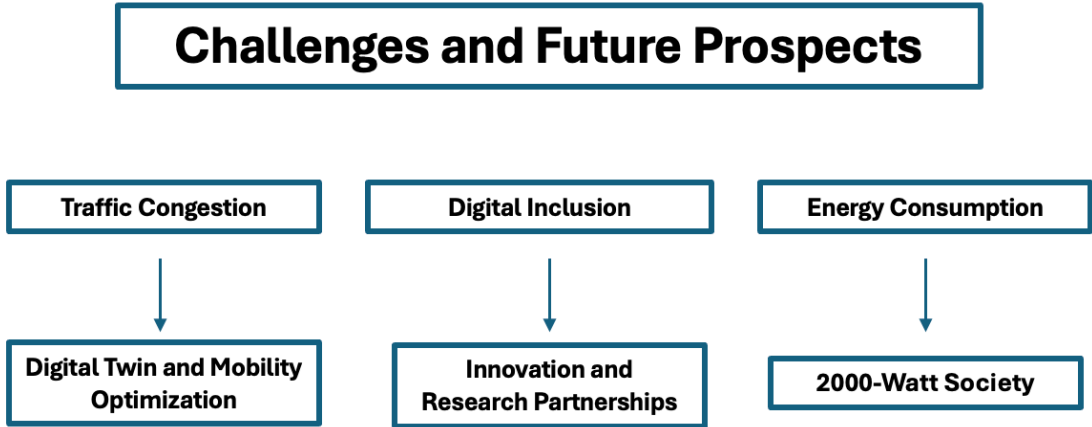 Challenges and Future Prospects
Traffic Congestion
Digital Inclusion
Energy Consumption
Digital Twin and Mobility
Optimization
Innovation and
Research Partnerships
2000-Watt Society